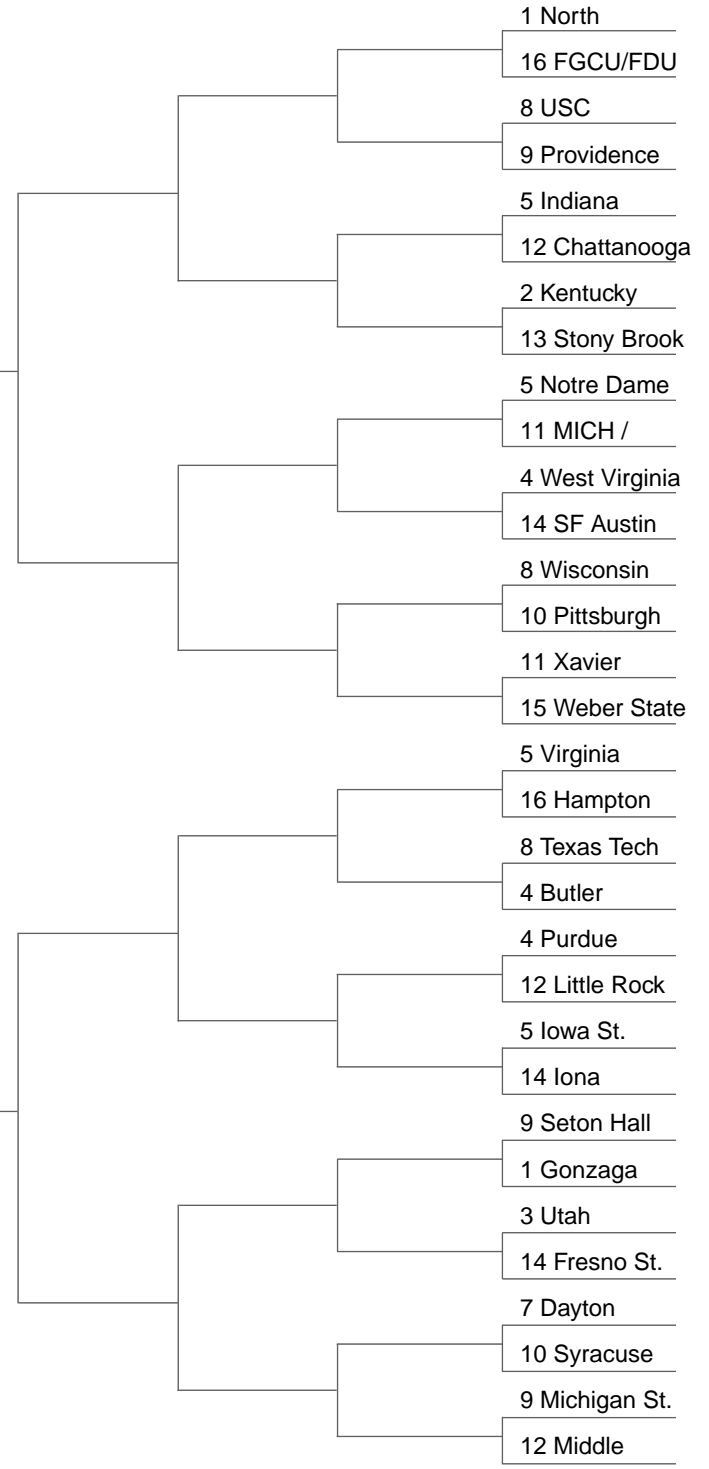 1 North
16 FGCU/FDU
8 USC
9 Providence
5 Indiana
12 Chattanooga
2 Kentucky
13 Stony Brook
5 Notre Dame
11 MICH /
4 West Virginia
14 SF Austin
8 Wisconsin
10 Pittsburgh
11 Xavier
15 Weber State
5 Virginia
16 Hampton
8 Texas Tech
4 Butler
4 Purdue
12 Little Rock
5 Iowa St.
14 Iona
9 Seton Hall
1 Gonzaga
3 Utah
14 Fresno St.
7 Dayton
10 Syracuse
9 Michigan St.
12 Middle